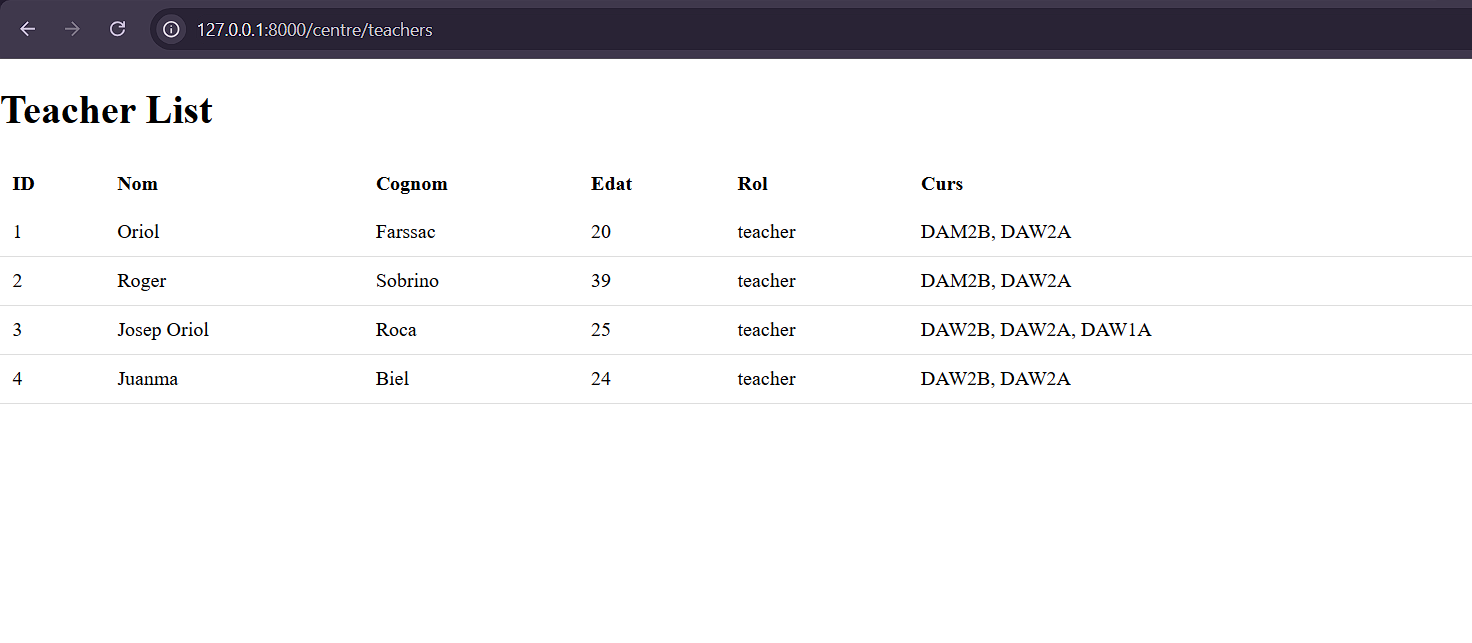 127.0.0.1:8000/centre/teachers
Teacher List
ID Nom Cognom Edat Rol Curs
1 Oriol Farssac 20 teacher DAM2B, DAW2A
2 Roger Sobrino 39 teacher DAM2B, DAW2A
3 Josep Oriol Roca 25 teacher DAW2B, DAW2A, DAW1A
4 Juanma Biel 24 teacher DAW2B, DAW2A